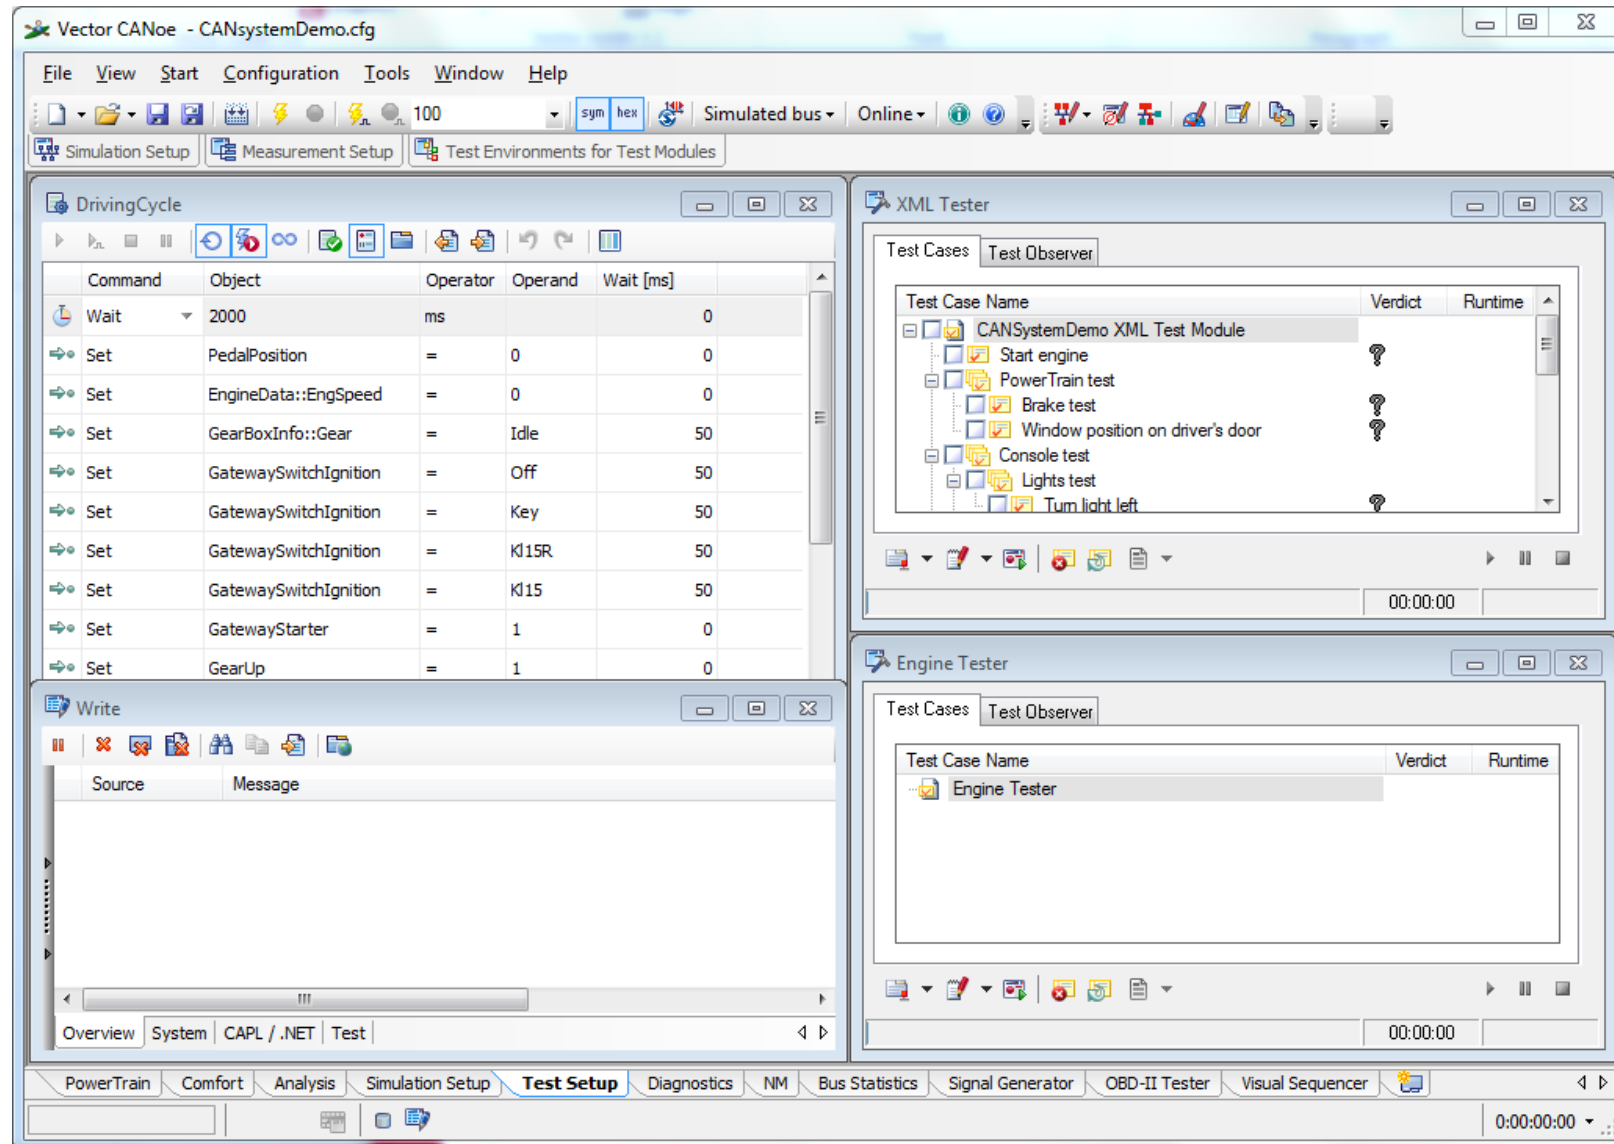 Vector CANoe - CANsystemDemo.cfg
File View Start Configuration Tools Window Help
100 sym hex Simulated bus Online
Simulation Setup Measurement Setup Test Environments for Test Modules
DrivingCycle
Command Object Operator Operand Wait [ms]
Wait 2000 ms 0
Set PedalPosition = 0 0
Set EngineData::EngSpeed = 0 0
Set GearBoxInfo::Gear = Idle 50
Set GatewaySwitchIgnition = Off 50
Set GatewaySwitchIgnition = Key 50
Set GatewaySwitchIgnition = Kl15R 50
Set GatewaySwitchIgnition = Kl15 50
Set GatewayStarter = 1 0
Set GearUp = 1 0
Write
Source Message
Overview System CAPL / .NET Test
XML Tester
Test Cases Test Observer
Test Case Name Verdict Runtime
CANSystemDemo XML Test Module
Start engine ?
PowerTrain test
Brake test ?
Window position on driver's door ?
Console test
Lights test
Turn light left ?
00:00:00
Engine Tester
Test Cases Test Observer
Test Case Name Verdict Runtime
Engine Tester
00:00:00
PowerTrain Comfort Analysis Simulation Setup Test Setup Diagnostics NM Bus Statistics Signal Generator OBD-II Tester Visual Sequencer
0:00:00:00